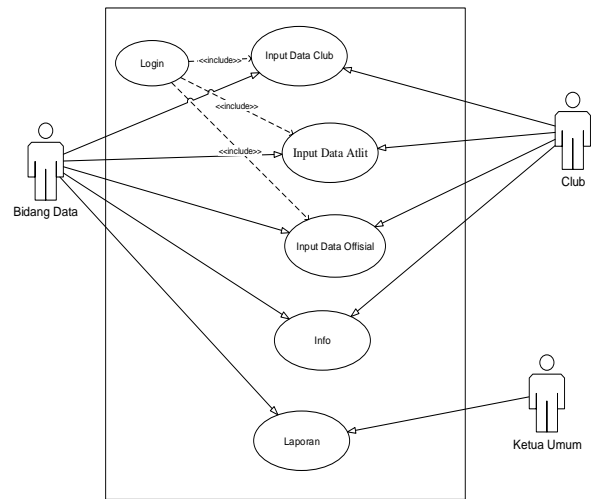 Login
<<include>>
Input Data Club
<<include>>
<<include>>
Input Data Atlit
Bidang Data
Club
Input Data Offisial
Info
Laporan
Ketua Umum